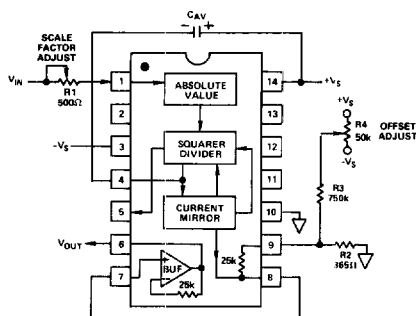 CAV
SCALE
FACTOR
ADJUST
VIN
R1
500Ω
1
2
3
4
5
6
7
14
13
12
11
10
9
8
ABSOLUTE
VALUE
SQUARER
DIVIDER
CURRENT
MIRROR
BUF
25k
25k
–VS
VOUT
+VS
+VS
R4
50k
–VS
OFFSET
ADJUST
R3
750k
R2
365Ω